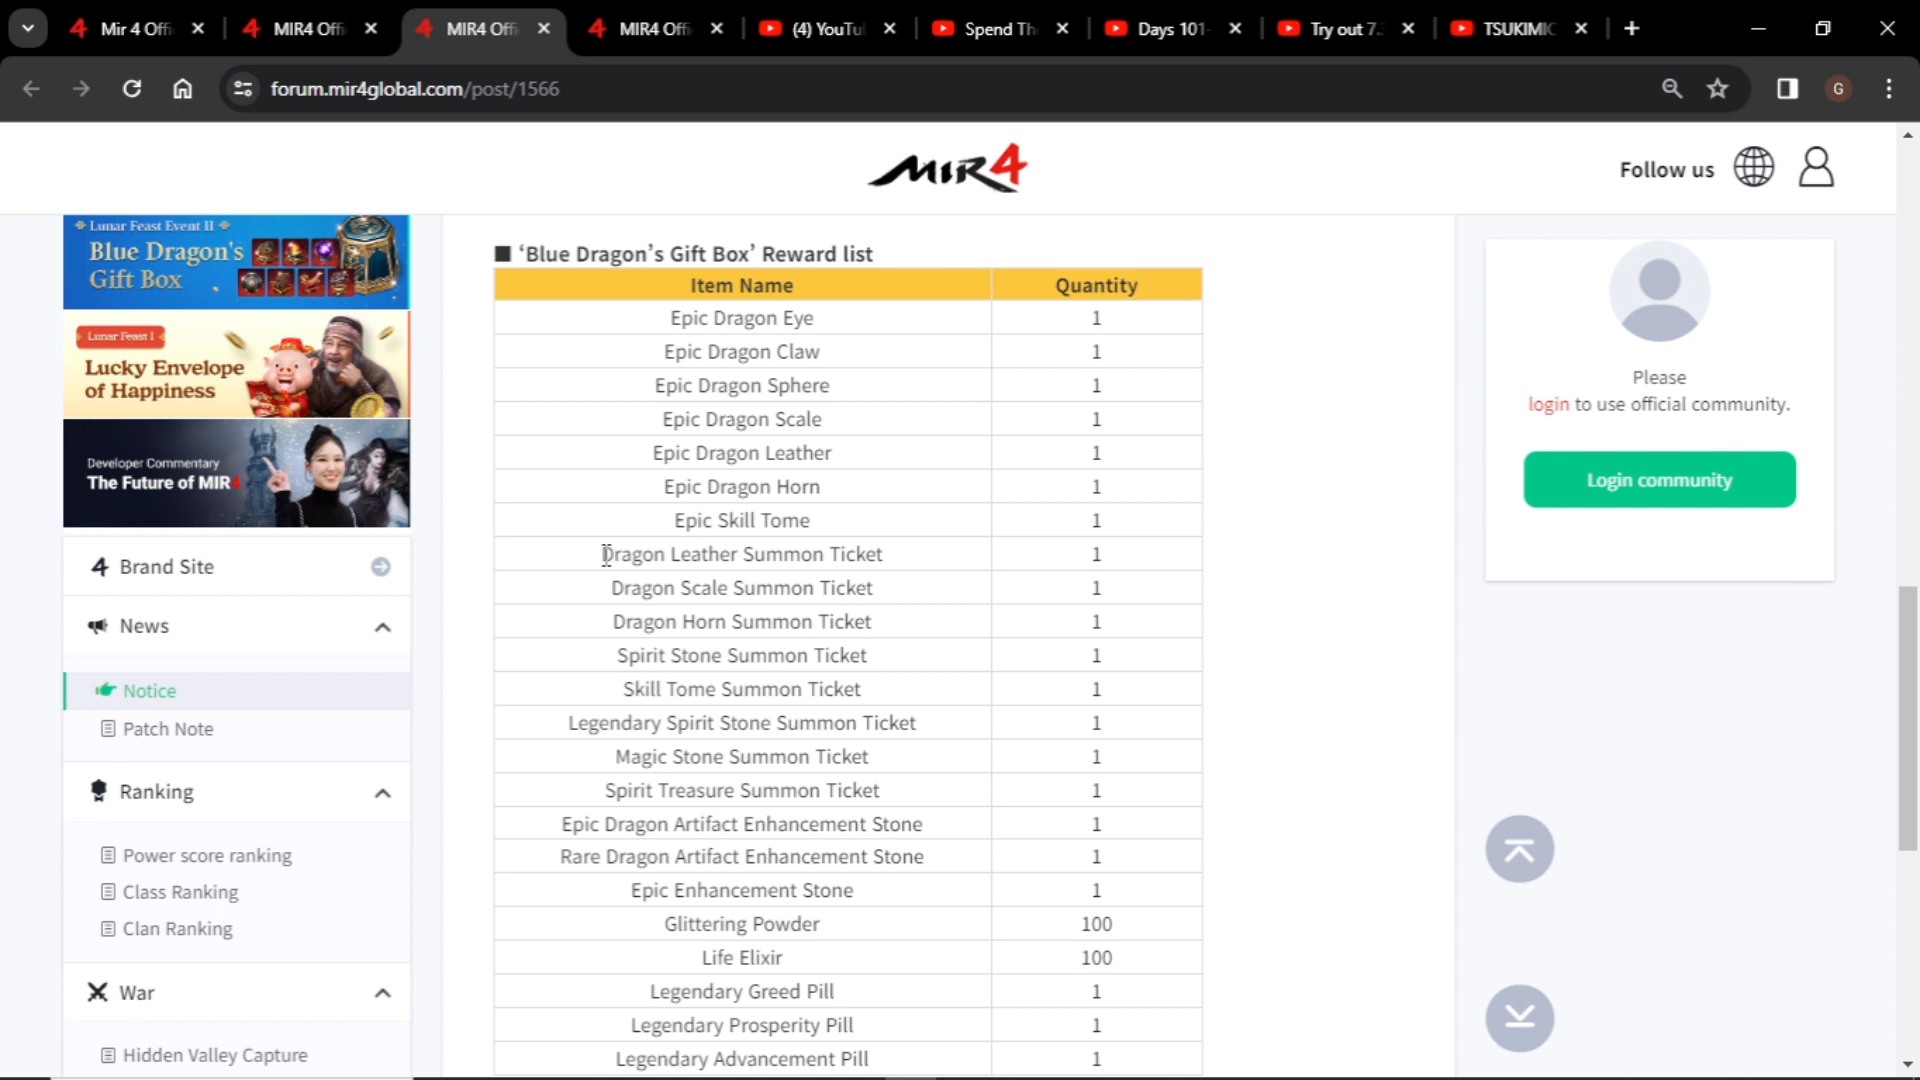 Mir 4 Offi
MIR4 Offi
MIR4 Offi
MIR4 Offi
(4) YouTu
Spend Th
Days 101-
Try out 7.
TSUKIMI
forum.mir4global.com/post/1566
G
MIR4
Follow us
Lunar Feast Event II
Blue Dragon's
Gift Box
Lunar Feast I
Lucky Envelope
of Happiness
Developer Commentary
The Future of MIR4
4 Brand Site
News
Notice
Patch Note
Ranking
Power score ranking
Class Ranking
Clan Ranking
War
Hidden Valley Capture
■ ‘Blue Dragon’s Gift Box’ Reward list
Item Name Quantity
Epic Dragon Eye 1
Epic Dragon Claw 1
Epic Dragon Sphere 1
Epic Dragon Scale 1
Epic Dragon Leather 1
Epic Dragon Horn 1
Epic Skill Tome 1
Dragon Leather Summon Ticket 1
Dragon Scale Summon Ticket 1
Dragon Horn Summon Ticket 1
Spirit Stone Summon Ticket 1
Skill Tome Summon Ticket 1
Legendary Spirit Stone Summon Ticket 1
Magic Stone Summon Ticket 1
Spirit Treasure Summon Ticket 1
Epic Dragon Artifact Enhancement Stone 1
Rare Dragon Artifact Enhancement Stone 1
Epic Enhancement Stone 1
Glittering Powder 100
Life Elixir 100
Legendary Greed Pill 1
Legendary Prosperity Pill 1
Legendary Advancement Pill 1
Please
login to use official community.
Login community